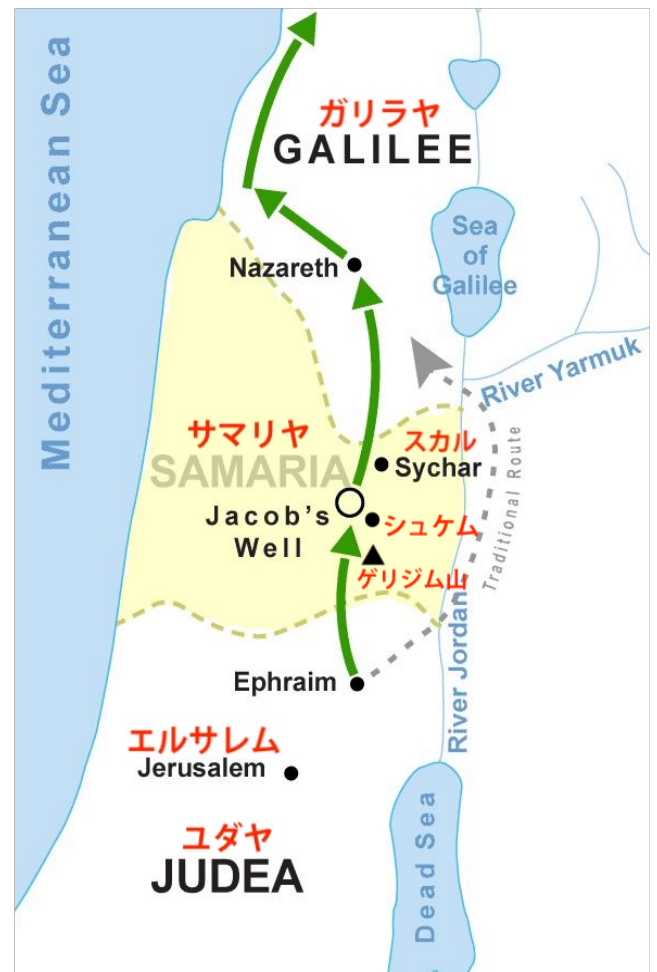 Mediterranean Sea
ガリラヤ
GALILEE
Sea
of
Galilee
Nazareth
River Yarmuk
サマリヤ
SAMARIA
スカル
Sychar
Jacob's
Well
シュケム
ゲリジム山
Traditional Route
River Jordan
Ephraim
エルサレム
Jerusalem
ユダヤ
JUDEA
Dead Sea